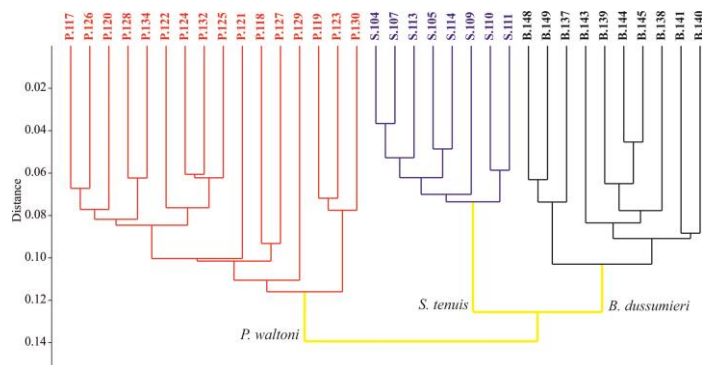 P.117 P.126 P.120 P.128 P.134 P.122 P.124 P.132 P.125 P.121 P.118 P.127 P.129 P.119 P.123 P.130 S.104 S.107 S.113 S.105 S.114 S.109 S.110 S.111 B.148 B.149 B.137 B.143 B.139 B.144 B.145 B.138 B.141 B.140
0.02
0.04
0.06
0.08
0.10
0.12
0.14
Distance
P. waltoni
S. tenuis
B. dussumieri